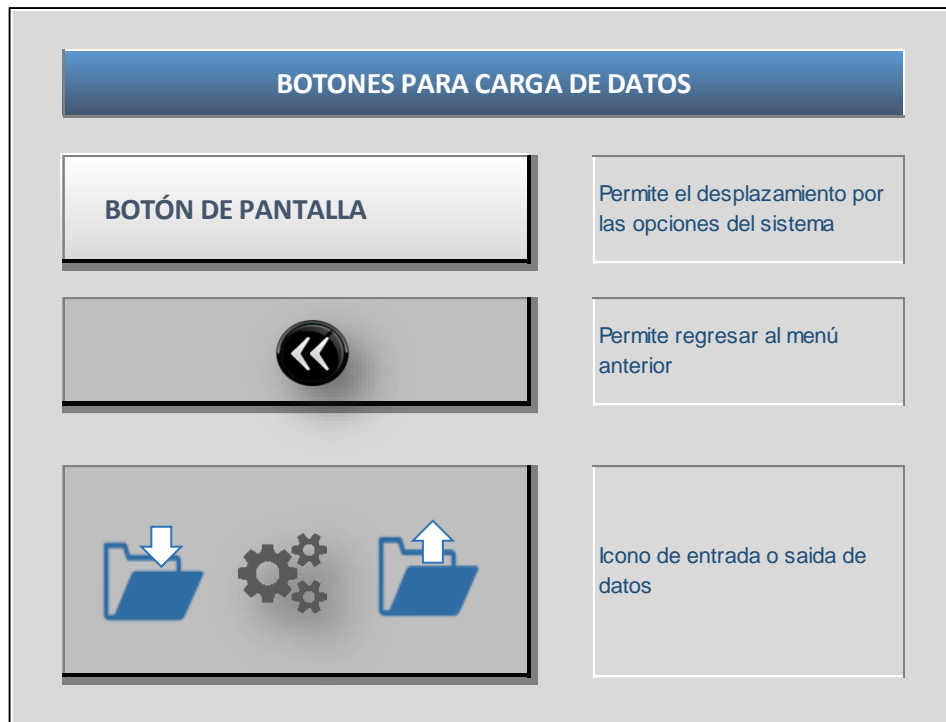 BOTONES PARA CARGA DE DATOS
BOTÓN DE PANTALLA
Permite el desplazamiento por
las opciones del sistema
Permite regresar al menú
anterior
Icono de entrada o saida de
datos